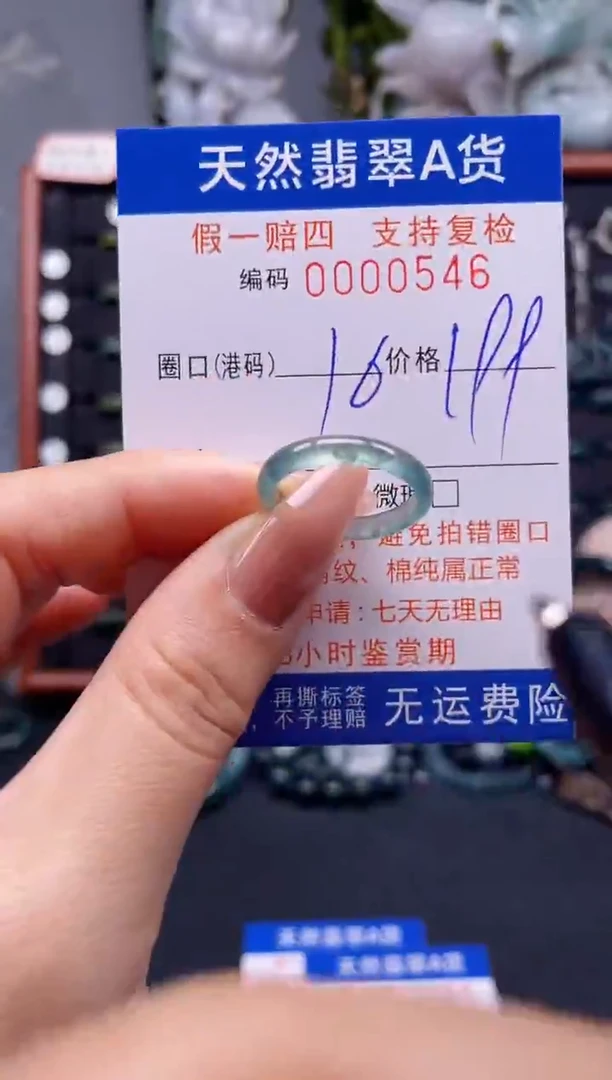 天然翡翠A货
假一赔四 支持复检
编码 0000546
圈口(港码) 16 价格 199
微瑕
避免拍错圈口
纹、棉纯属正常
申请:七天无理由
小时鉴赏期
再撕标签
不予理赔
无运费险
天然翡翠A货
天然翡翠A货